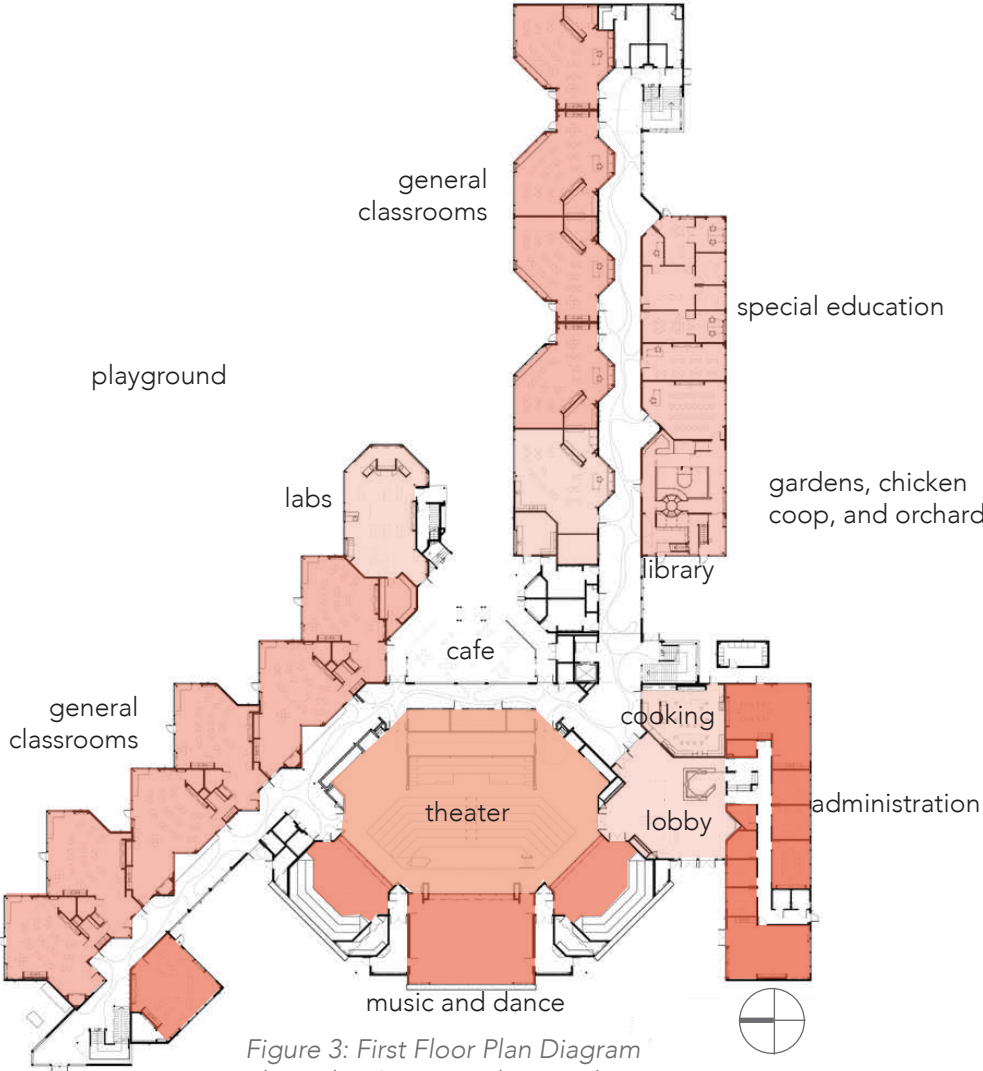 general
classrooms
special education
playground
gardens, chicken
coop, and orchard
labs
library
cafe
general
classrooms
cooking
theater
lobby
administration
music and dance
Figure 3: First Floor Plan Diagram